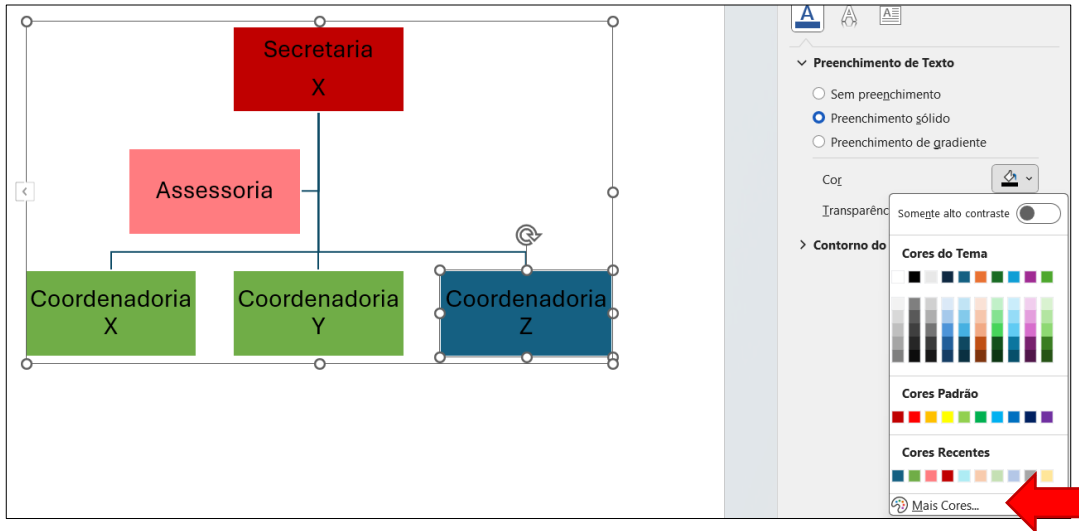 Secretaria
X
Assessoria
Coordenadoria
X
Coordenadoria
Y
Coordenadoria
Z
A
A
A
Preenchimento de Texto
Sem preenchimento
Preenchimento sólido
Preenchimento de gradiente
Cor
Transparênc
Somente alto contraste
Contorno do
Cores do Tema
Cores Padrão
Cores Recentes
Mais Cores...